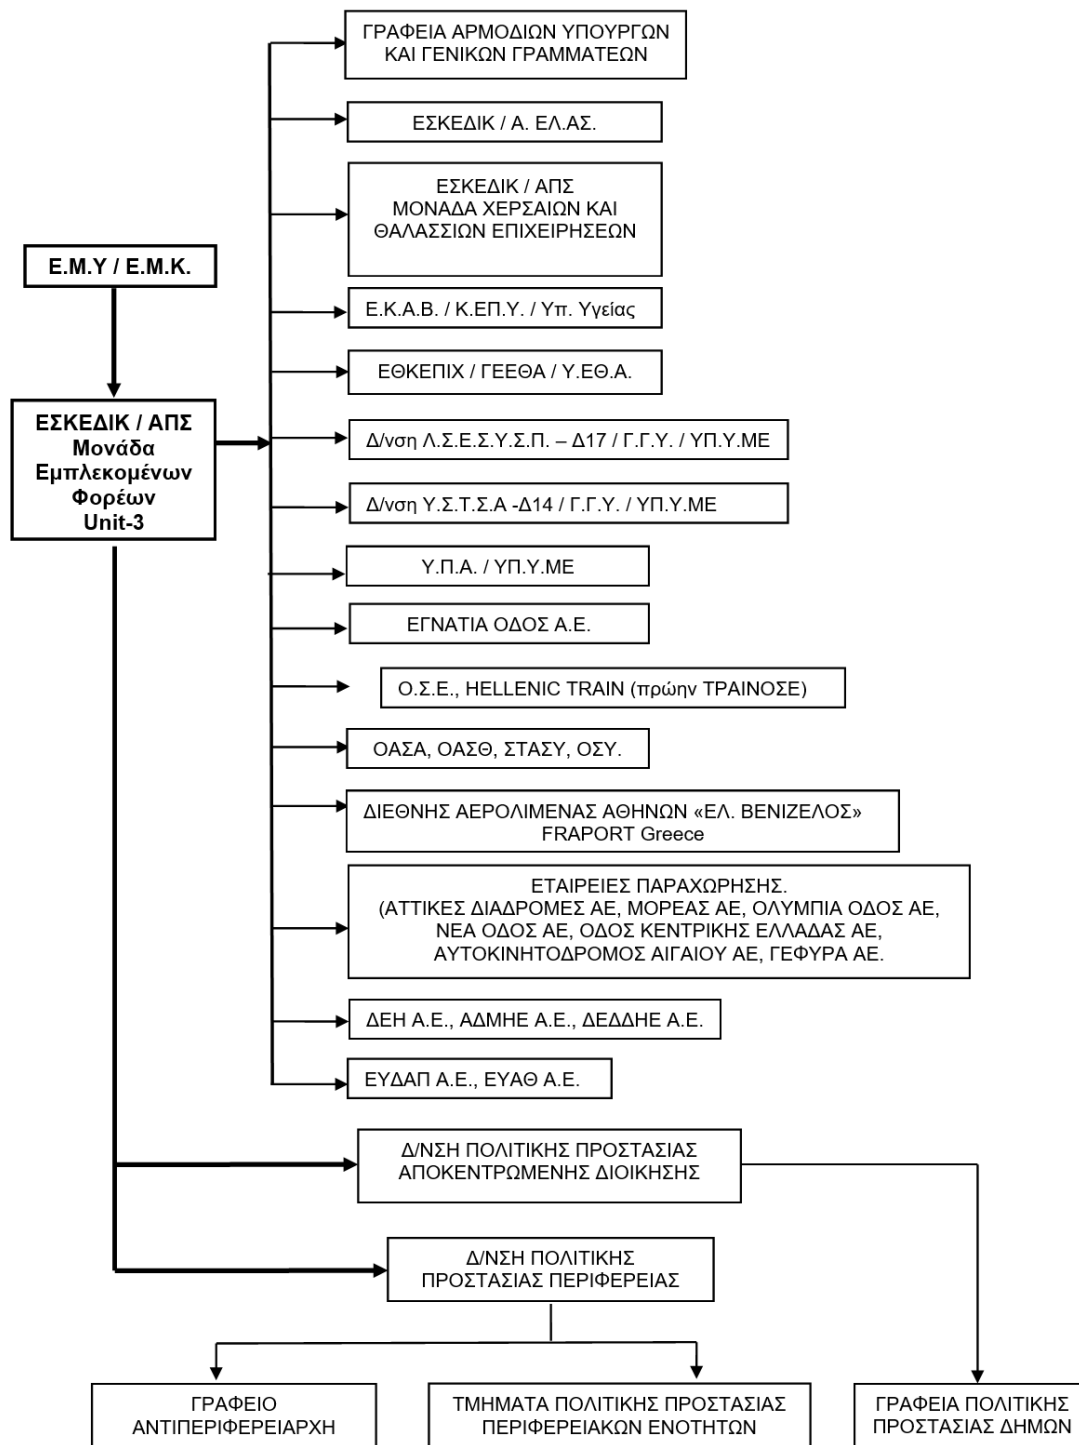 ΓΡΑΦΕΙΑ ΑΡΜΟΔΙΩΝ ΥΠΟΥΡΓΩΝ
ΚΑΙ ΓΕΝΙΚΩΝ ΓΡΑΜΜΑΤΕΩΝ
ΕΣΚΕΔΙΚ / Α. ΕΛ.ΑΣ.
ΕΣΚΕΔΙΚ / ΑΠΣ
ΜΟΝΑΔΑ ΧΕΡΣΑΙΩΝ ΚΑΙ
ΘΑΛΑΣΣΙΩΝ ΕΠΙΧΕΙΡΗΣΕΩΝ
Ε.Μ.Υ / Ε.Μ.Κ.
Ε.Κ.Α.Β. / Κ.ΕΠ.Υ. / Υπ. Υγείας
ΕΘΚΕΠΙΧ / ΓΕΕΘΑ / Υ.ΕΘ.Α.
ΕΣΚΕΔΙΚ / ΑΠΣ
Μονάδα
Εμπλεκομένων
Φορέων
Unit-3
Δ/νση Λ.Σ.Ε.Σ.Υ.Σ.Π. – Δ17 / Γ.Γ.Υ. / ΥΠ.Υ.ΜΕ
Δ/νση Υ.Σ.Τ.Σ.Α -Δ14 / Γ.Γ.Υ. / ΥΠ.Υ.ΜΕ
Υ.Π.Α. / ΥΠ.Υ.ΜΕ
ΕΓΝΑΤΙΑ ΟΔΟΣ Α.Ε.
Ο.Σ.Ε., HELLENIC TRAIN (πρώην ΤΡΑΙΝΟΣΕ)
ΟΑΣΑ, ΟΑΣΘ, ΣΤΑΣΥ, ΟΣΥ.
ΔΙΕΘΝΗΣ ΑΕΡΟΛΙΜΕΝΑΣ ΑΘΗΝΩΝ «ΕΛ. ΒΕΝΙΖΕΛΟΣ»
FRAPORT Greece
ΕΤΑΙΡΕΙΕΣ ΠΑΡΑΧΩΡΗΣΗΣ.
(ΑΤΤΙΚΕΣ ΔΙΑΔΡΟΜΕΣ ΑΕ, ΜΟΡΕΑΣ ΑΕ, ΟΛΥΜΠΙΑ ΟΔΟΣ ΑΕ,
ΝΕΑ ΟΔΟΣ ΑΕ, ΟΔΟΣ ΚΕΝΤΡΙΚΗΣ ΕΛΛΑΔΑΣ ΑΕ,
ΑΥΤΟΚΙΝΗΤΟΔΡΟΜΟΣ ΑΙΓΑΙΟΥ ΑΕ, ΓΕΦΥΡΑ ΑΕ.
ΔΕΗ Α.Ε., ΑΔΜΗΕ Α.Ε., ΔΕΔΔΗΕ Α.Ε.
ΕΥΔΑΠ Α.Ε., ΕΥΑΘ Α.Ε.
Δ/ΝΣΗ ΠΟΛΙΤΙΚΗΣ ΠΡΟΣΤΑΣΙΑΣ
ΑΠΟΚΕΝΤΡΩΜΕΝΗΣ ΔΙΟΙΚΗΣΗΣ
Δ/ΝΣΗ ΠΟΛΙΤΙΚΗΣ
ΠΡΟΣΤΑΣΙΑΣ ΠΕΡΙΦΕΡΕΙΑΣ
ΓΡΑΦΕΙΟ
ΑΝΤΙΠΕΡΙΦΕΡΕΙΑΡΧΗ
ΤΜΗΜΑΤΑ ΠΟΛΙΤΙΚΗΣ ΠΡΟΣΤΑΣΙΑΣ
ΠΕΡΙΦΕΡΕΙΑΚΩΝ ΕΝΟΤΗΤΩΝ
ΓΡΑΦΕΙΑ ΠΟΛΙΤΙΚΗΣ
ΠΡΟΣΤΑΣΙΑΣ ΔΗΜΩΝ